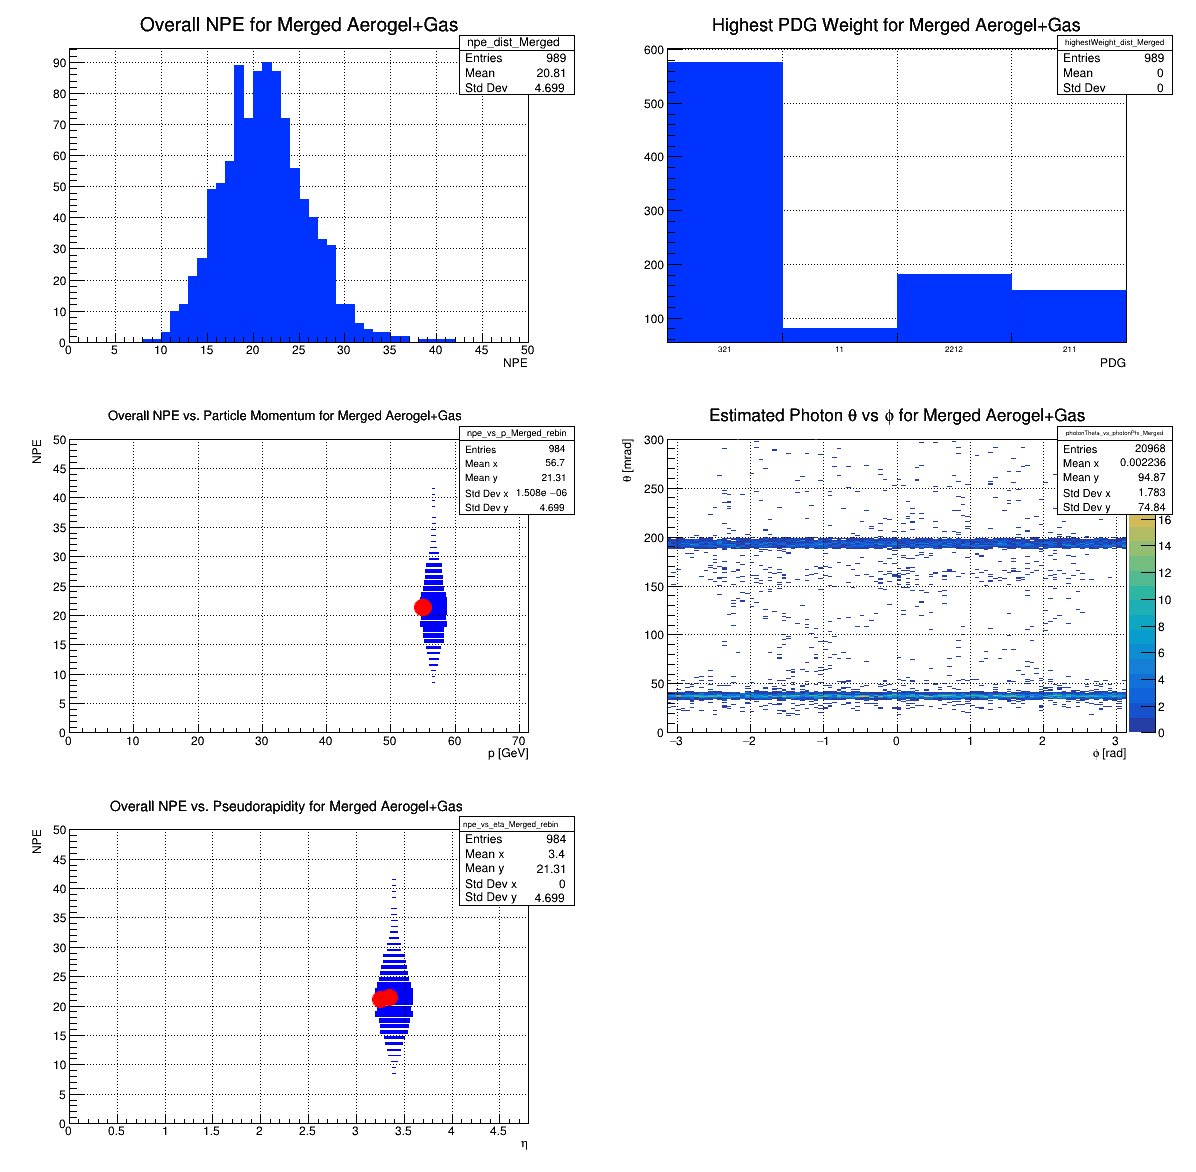 Overall NPE for Merged Aerogel+Gas
npe_dist_Merged
Entries 989
Mean 20.81
Std Dev 4.699
90
80
70
60
50
40
30
20
10
0
0 5 10 15 20 25 30 35 40 45 50
NPE
Highest PDG Weight for Merged Aerogel+Gas
highestWeight_dist_Merged
Entries 989
Mean 0
Std Dev 0
600
500
400
300
200
100
321 11 2212 211
PDG
Overall NPE vs. Particle Momentum for Merged Aerogel+Gas
npe_vs_p_Merged_rebin
Entries 984
Mean x 56.7
Mean y 21.31
Std Dev x 1.508e −06
Std Dev y 4.699
NPE
50
45
40
35
30
25
20
15
10
5
0
0 10 20 30 40 50 60 70
p [GeV]
Estimated Photon θ vs ϕ for Merged Aerogel+Gas
photonTheta_vs_photonPhi_Merged
Entries 20968
Mean x 0.002236
Mean y 94.87
Std Dev x 1.783
Std Dev y 74.84
θ [mrad]
300
250
200
150
100
50
0
−3 −2 −1 0 1 2 3
ϕ [rad]
16
14
12
10
8
6
4
2
0
Overall NPE vs. Pseudorapidity for Merged Aerogel+Gas
npe_vs_eta_Merged_rebin
Entries 984
Mean x 3.4
Mean y 21.31
Std Dev x 0
Std Dev y 4.699
NPE
50
45
40
35
30
25
20
15
10
5
0
0 0.5 1 1.5 2 2.5 3 3.5 4 4.5
η